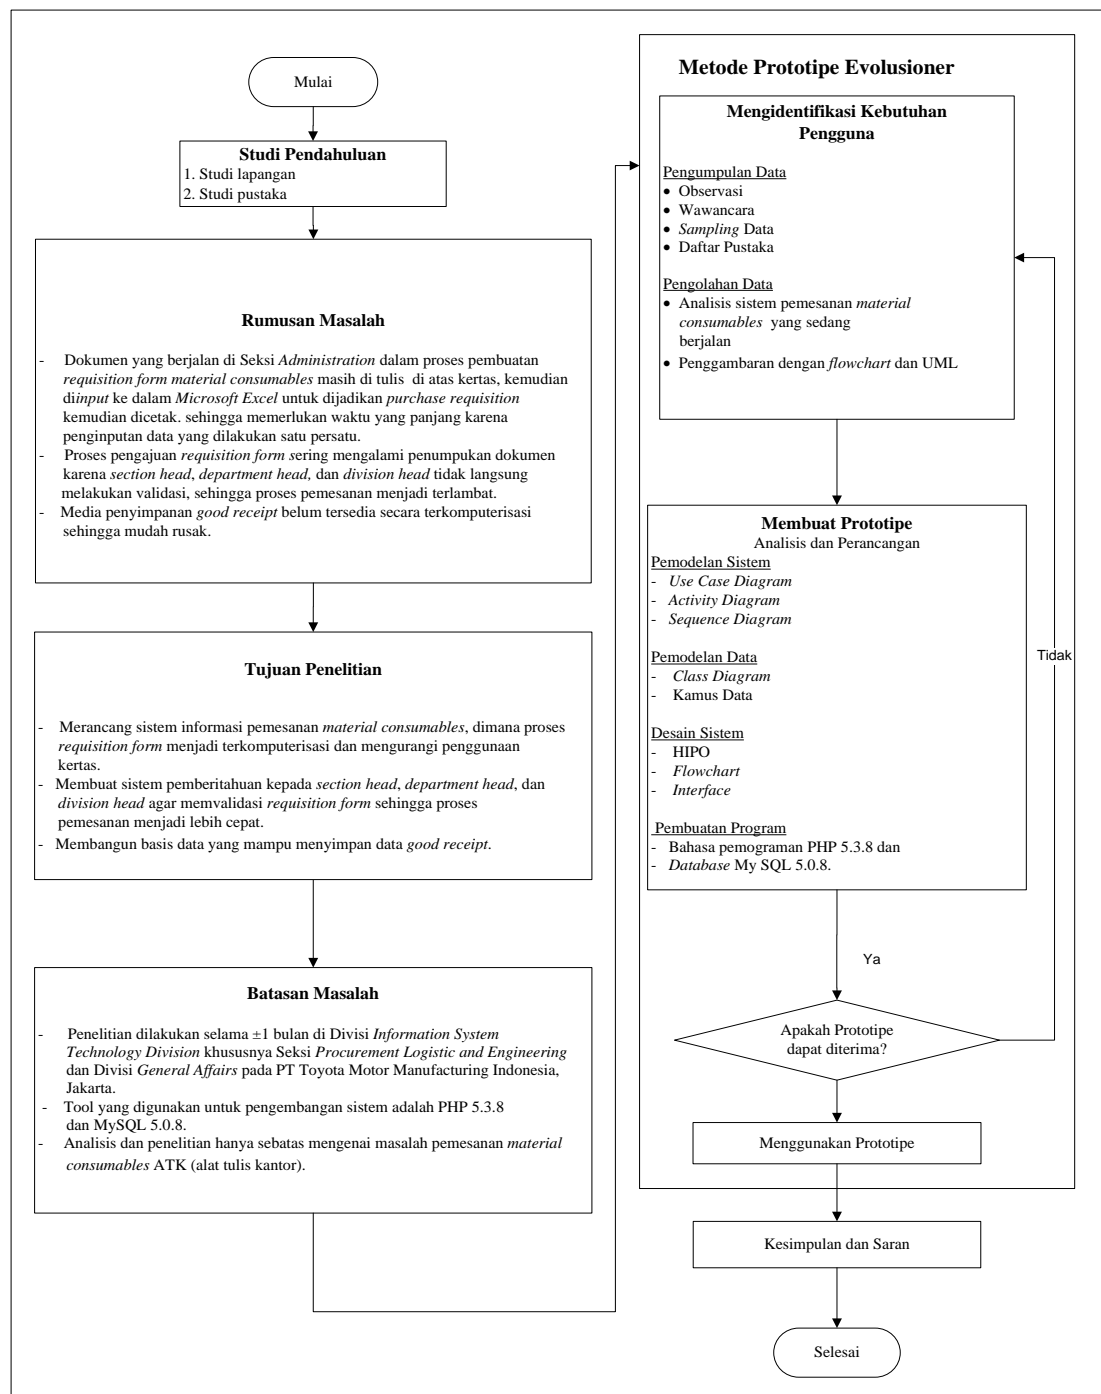 Mulai
Studi Pendahuluan
1. Studi lapangan
2. Studi pustaka
Rumusan Masalah
- Dokumen yang berjalan di Seksi Administration dalam proses pembuatan
requisition form material consumables masih di tulis di atas kertas, kemudian
diinput ke dalam Microsoft Excel untuk dijadikan purchase requisition
kemudian dicetak. sehingga memerlukan waktu yang panjang karena
penginputan data yang dilakukan satu persatu.
- Proses pengajuan requisition form sering mengalami penumpukan dokumen
karena section head, department head, dan division head tidak langsung
melakukan validasi, sehingga proses pemesanan menjadi terlambat.
- Media penyimpanan good receipt belum tersedia secara terkomputerisasi
sehingga mudah rusak.
Tujuan Penelitian
- Merancang sistem informasi pemesanan material consumables, dimana proses
requisition form menjadi terkomputerisasi dan mengurangi penggunaan
kertas.
- Membuat sistem pemberitahuan kepada section head, department head, dan
division head agar memvalidasi requisition form sehingga proses
pemesanan menjadi lebih cepat.
- Membangun basis data yang mampu menyimpan data good receipt.
Batasan Masalah
- Penelitian dilakukan selama ±1 bulan di Divisi Information System
Technology Division khususnya Seksi Procurement Logistic and Engineering
dan Divisi General Affairs pada PT Toyota Motor Manufacturing Indonesia,
Jakarta.
- Tool yang digunakan untuk pengembangan sistem adalah PHP 5.3.8
dan MySQL 5.0.8.
- Analisis dan penelitian hanya sebatas mengenai masalah pemesanan material
consumables ATK (alat tulis kantor).
Metode Prototipe Evolusioner
Mengidentifikasi Kebutuhan
Pengguna
Pengumpulan Data
• Observasi
• Wawancara
• Sampling Data
• Daftar Pustaka
Pengolahan Data
• Analisis sistem pemesanan material
consumables yang sedang
berjalan
• Penggambaran dengan flowchart dan UML
Membuat Prototipe
Analisis dan Perancangan
Pemodelan Sistem
- Use Case Diagram
- Activity Diagram
- Sequence Diagram
Pemodelan Data
- Class Diagram
- Kamus Data
Desain Sistem
- HIPO
- Flowchart
- Interface
Pembuatan Program
- Bahasa pemograman PHP 5.3.8 dan
- Database My SQL 5.0.8.
Tidak
Ya
Apakah Prototipe
dapat diterima?
Menggunakan Prototipe
Kesimpulan dan Saran
Selesai